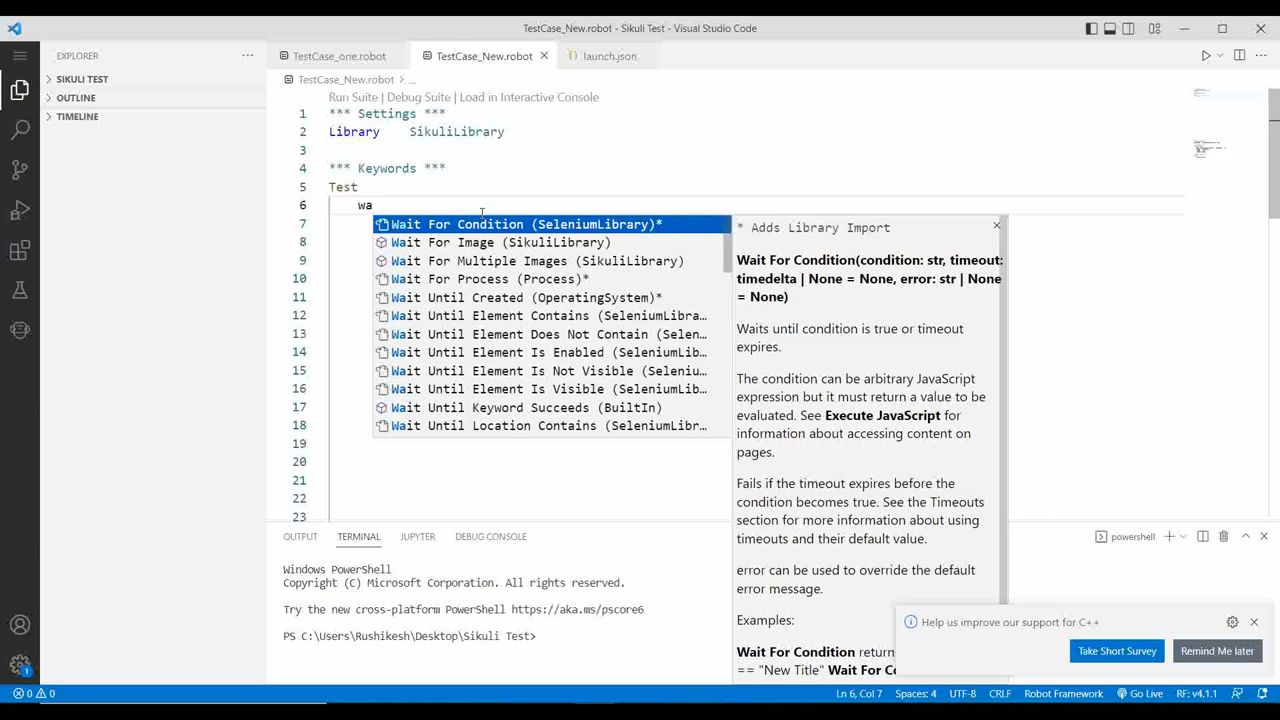 TestCase_New.robot - Sikuli Test - Visual Studio Code
EXPLORER
SIKULI TEST
OUTLINE
TIMELINE
TestCase_one.robot
TestCase_New.robot
launch.json
TestCase_New.robot > ...
Run Suite | Debug Suite | Load in Interactive Console
1 *** Settings ***
2 Library    SikuliLibrary
3
4 *** Keywords ***
5 Test
6     wa
7
8
9
10
11
12
13
14
15
16
17
18
19
20
21
22
23
Wait For Condition (SeleniumLibrary)*
Wait For Image (SikuliLibrary)
Wait For Multiple Images (SikuliLibrary)
Wait For Process (Process)*
Wait Until Created (OperatingSystem)*
Wait Until Element Contains (SeleniumLibra…
Wait Until Element Does Not Contain (Selen…
Wait Until Element Is Enabled (SeleniumLib…
Wait Until Element Is Not Visible (Seleniu…
Wait Until Element Is Visible (SeleniumLib…
Wait Until Keyword Succeeds (BuiltIn)
Wait Until Location Contains (SeleniumLibr…
* Adds Library Import
Wait For Condition(condition: str, timeout:
timedelta | None = None, error: str | None
= None)
Waits until condition is true or timeout
expires.
The condition can be arbitrary JavaScript
expression but it must return a value to be
evaluated. See Execute JavaScript for
information about accessing content on
pages.
Fails if the timeout expires before the
condition becomes true. See the Timeouts
section for more information about using
timeouts and their default value.
error can be used to override the default
error message.
Examples:
Wait For Condition return
== "New Title" Wait For Co
OUTPUT
TERMINAL
JUPYTER
DEBUG CONSOLE
powershell
Windows PowerShell
Copyright (C) Microsoft Corporation. All rights reserved.
Try the new cross-platform PowerShell https://aka.ms/pscore6
PS C:\Users\Rushikesh\Desktop\Sikuli Test>
Help us improve our support for C++
Take Short Survey
Remind Me later
1
0 0
Ln 6, Col 7
Spaces: 4
UTF-8
CRLF
Robot Framework
Go Live
RF: v4.1.1